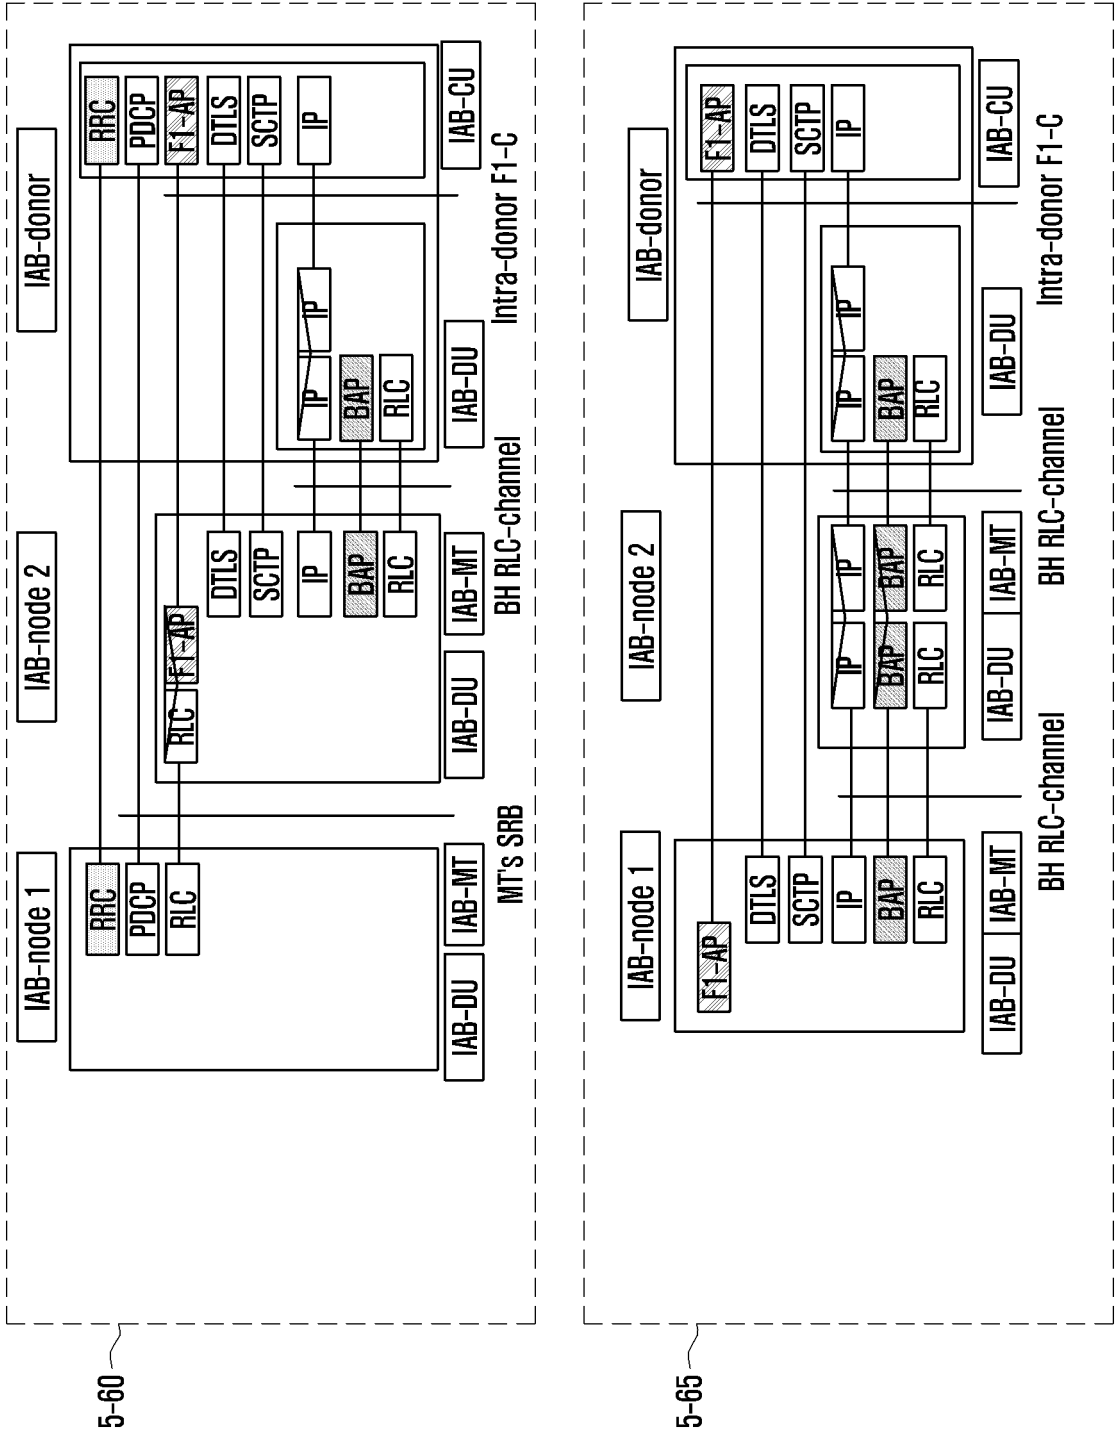 5-60
IAB-node 1
IAB-node 2
IAB-donor
RRC
RRC
PDCP
PDCP
RLC
RLC
F1-AP
F1-AP
DTLS
DTLS
SCTP
SCTP
IP
IP
IP
IP
BAP
BAP
RLC
RLC
IAB-DU
IAB-MT
IAB-DU
IAB-MT
IAB-DU
IAB-CU
MT's SRB
BH RLC-channel
Intra-donor F1-C
5-65
IAB-node 1
IAB-node 2
IAB-donor
F1-AP
F1-AP
DTLS
DTLS
SCTP
SCTP
IP
IP
IP
IP
IP
IP
BAP
BAP
BAP
BAP
RLC
RLC
RLC
RLC
IAB-DU
IAB-MT
IAB-DU
IAB-MT
IAB-DU
IAB-CU
BH RLC-channel
BH RLC-channel
Intra-donor F1-C